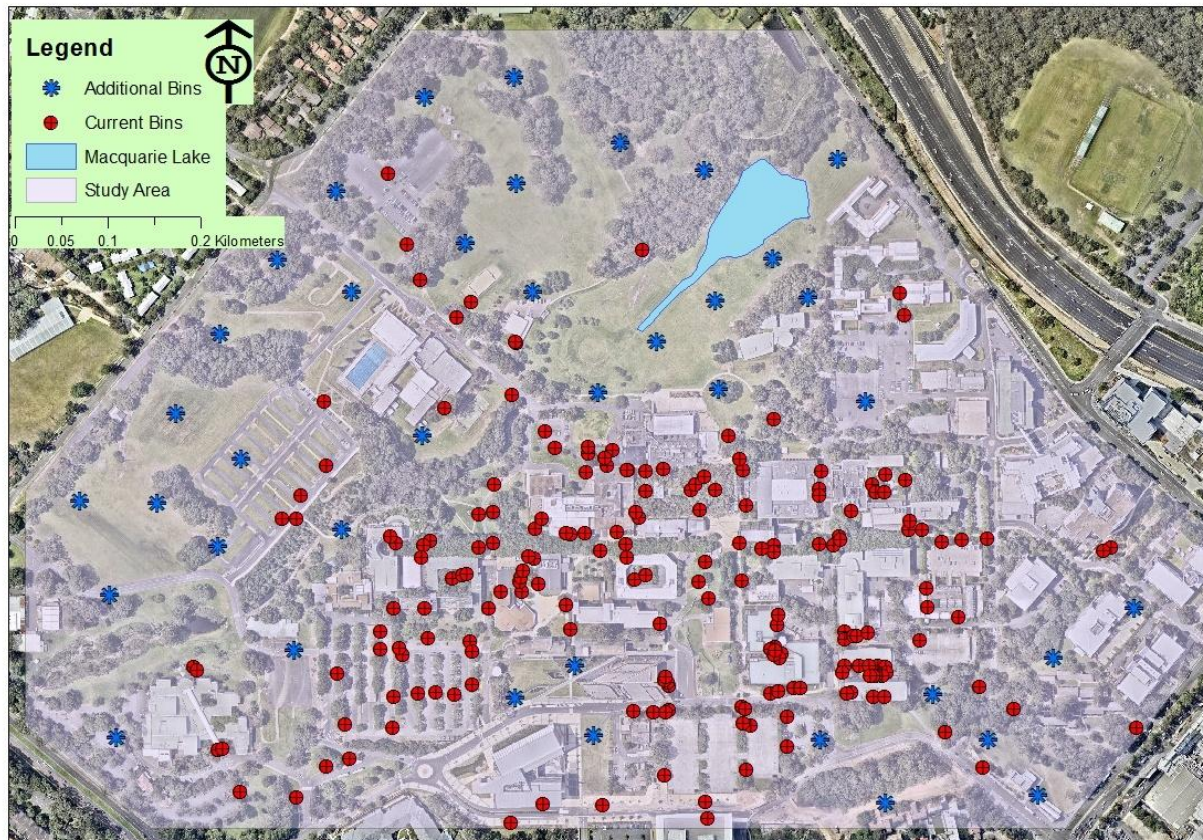 Legend
N
Additional Bins
Current Bins
Macquarie Lake
Study Area
0 0.05 0.1 0.2 Kilometers